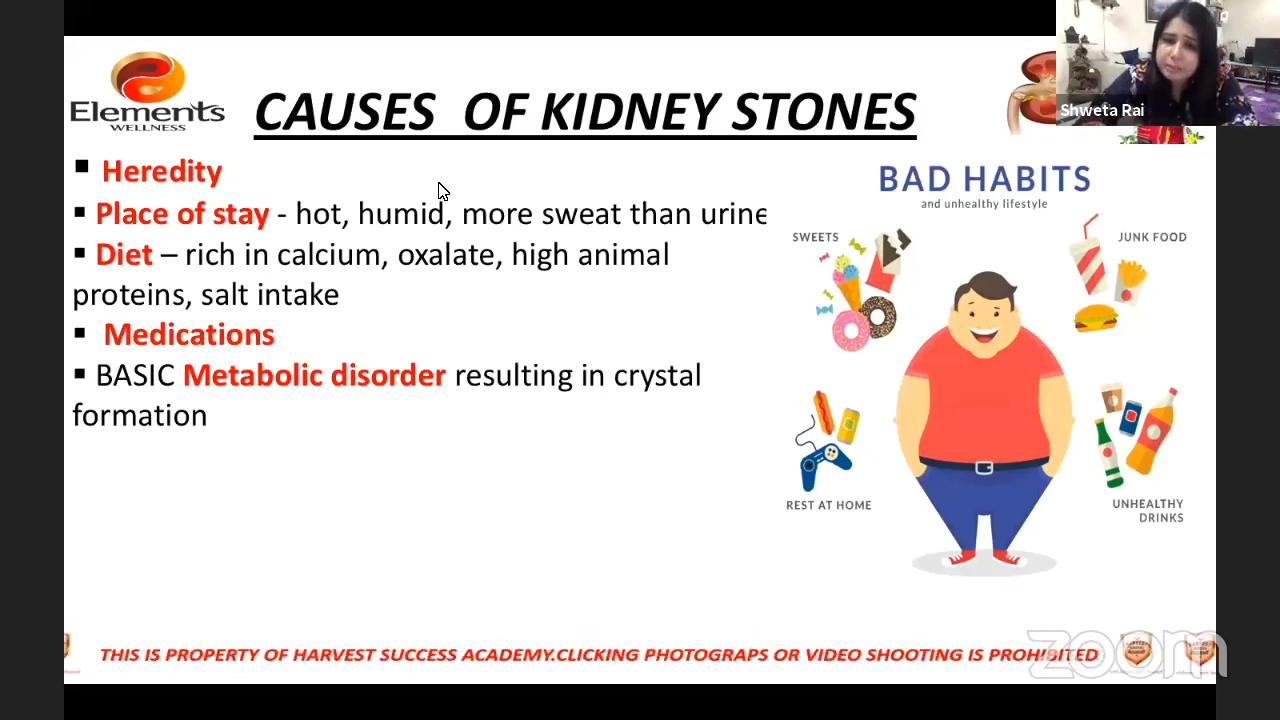 Elements
WELLNESS
CAUSES OF KIDNEY STONES
Shweta Rai
▪ Heredity
▪ Place of stay - hot, humid, more sweat than urine
▪ Diet – rich in calcium, oxalate, high animal
proteins, salt intake
▪ Medications
▪ BASIC Metabolic disorder resulting in crystal
formation
BAD HABITS
and unhealthy lifestyle
SWEETS
JUNK FOOD
REST AT HOME
UNHEALTHY
DRINKS
THIS IS PROPERTY OF HARVEST SUCCESS ACADEMY.CLICKING PHOTOGRAPS OR VIDEO SHOOTING IS PROHIBITED
zoom